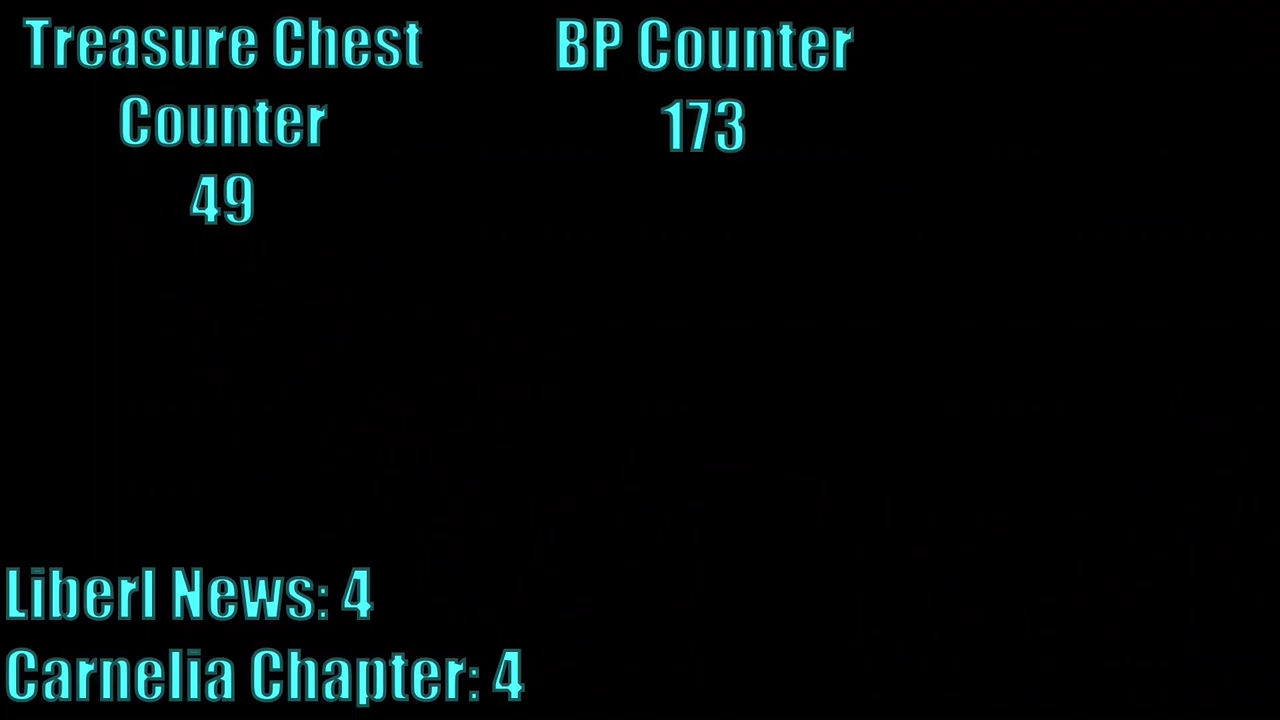 Treasure Chest
Counter
49
BP Counter
173
Liberl News: 4
Carnelia Chapter: 4